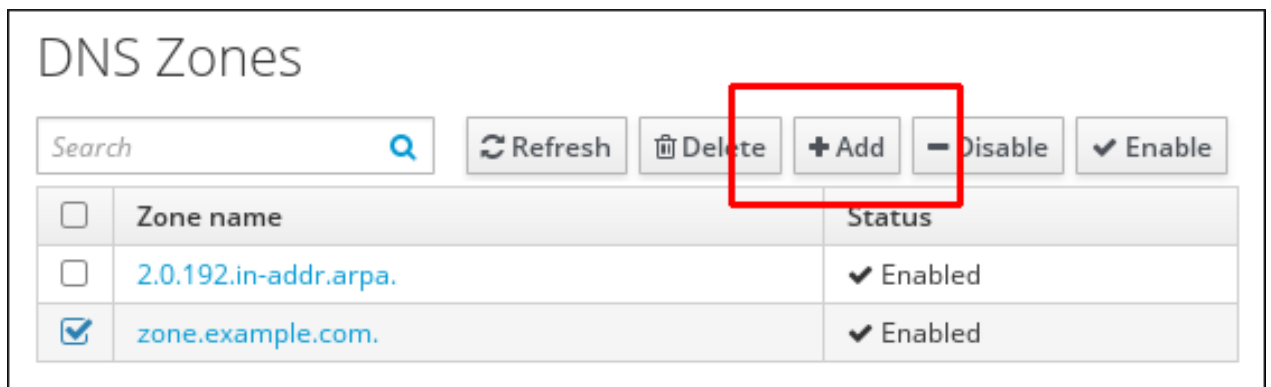 DNS Zones
Search Refresh Delete Add Disable Enable
Zone name Status
2.0.192.in-addr.arpa. Enabled
zone.example.com. Enabled